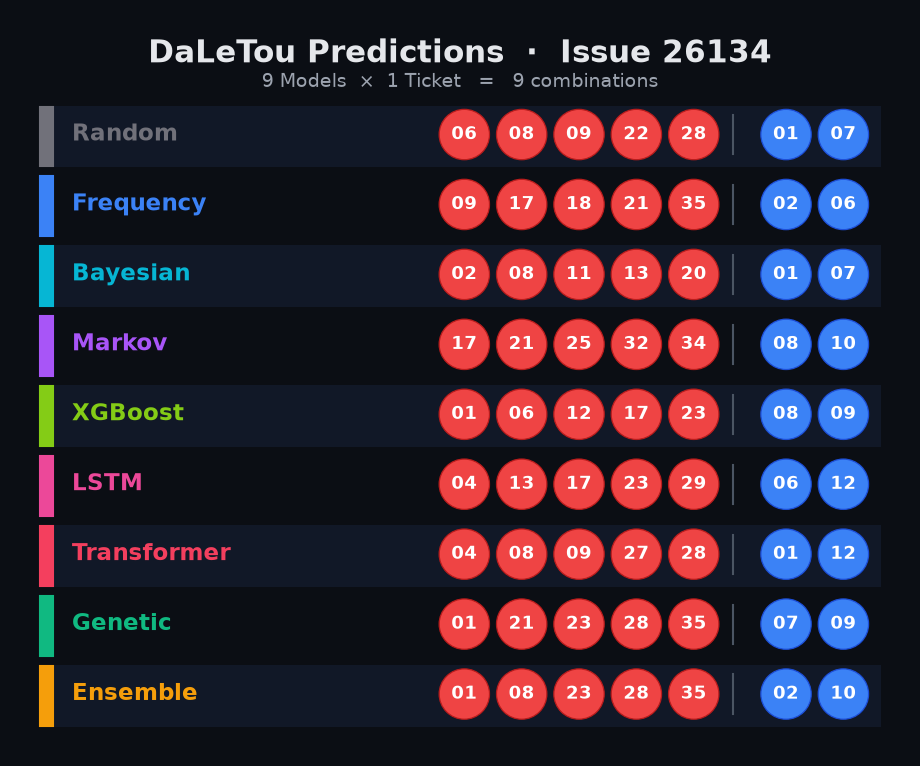 DaLeTou Predictions · Issue 26134
9 Models × 1 Ticket = 9 combinations
Random 06 08 09 22 28 01 07
Frequency 09 17 18 21 35 02 06
Bayesian 02 08 11 13 20 01 07
Markov 17 21 25 32 34 08 10
XGBoost 01 06 12 17 23 08 09
LSTM 04 13 17 23 29 06 12
Transformer 04 08 09 27 28 01 12
Genetic 01 21 23 28 35 07 09
Ensemble 01 08 23 28 35 02 10